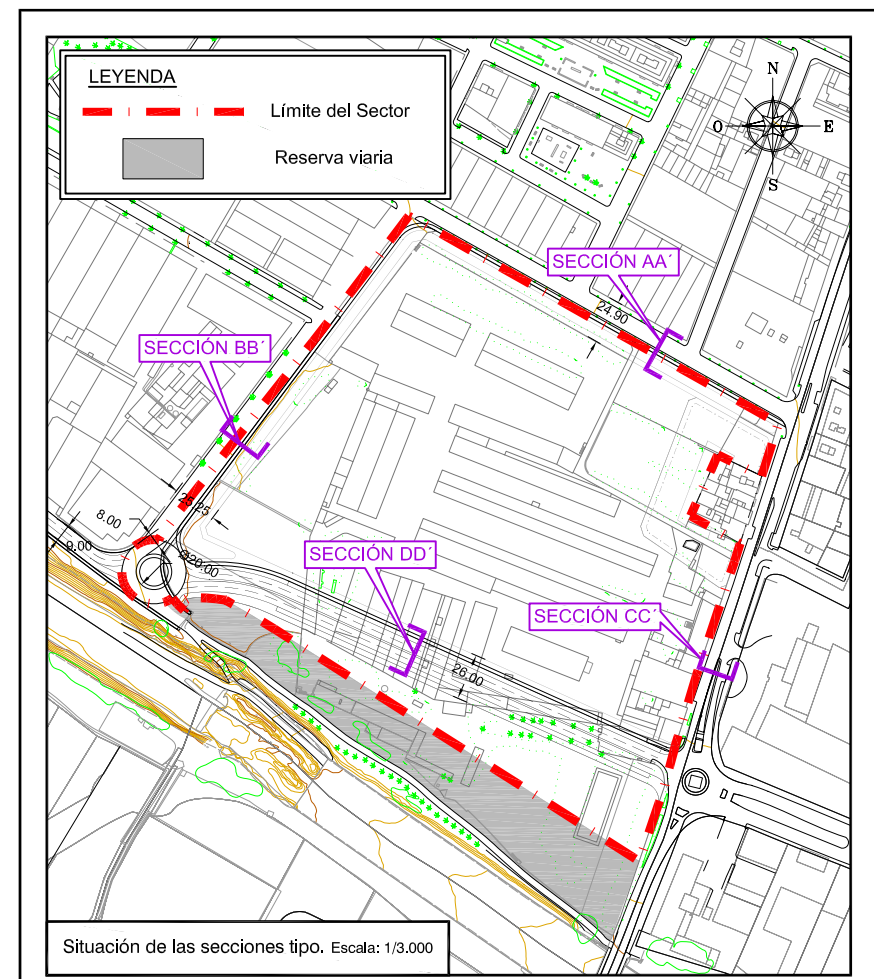 LEYENDA
Límite del Sector
Reserva viaria
N
O
E
S
SECCIÓN AA´
24.90
SECCIÓN BB´
25.25
8.00
9.00
20.00
SECCIÓN DD´
26.00
SECCIÓN CC´
Situación de las secciones tipo. Escala: 1/3.000